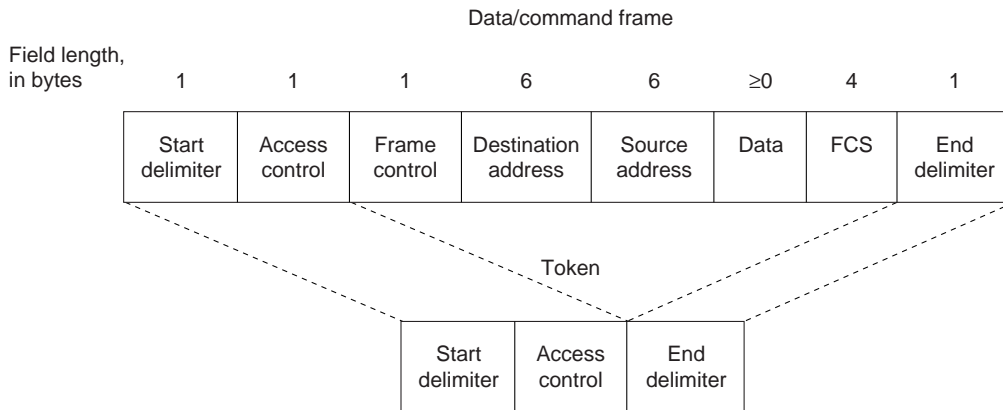 Data/command frame
Field length,
in bytes
1 1 1 6 6 ≥0 4 1
Start
delimiter
Access
control
Frame
control
Destination
address
Source
address
Data
FCS
End
delimiter
Token
Start
delimiter
Access
control
End
delimiter